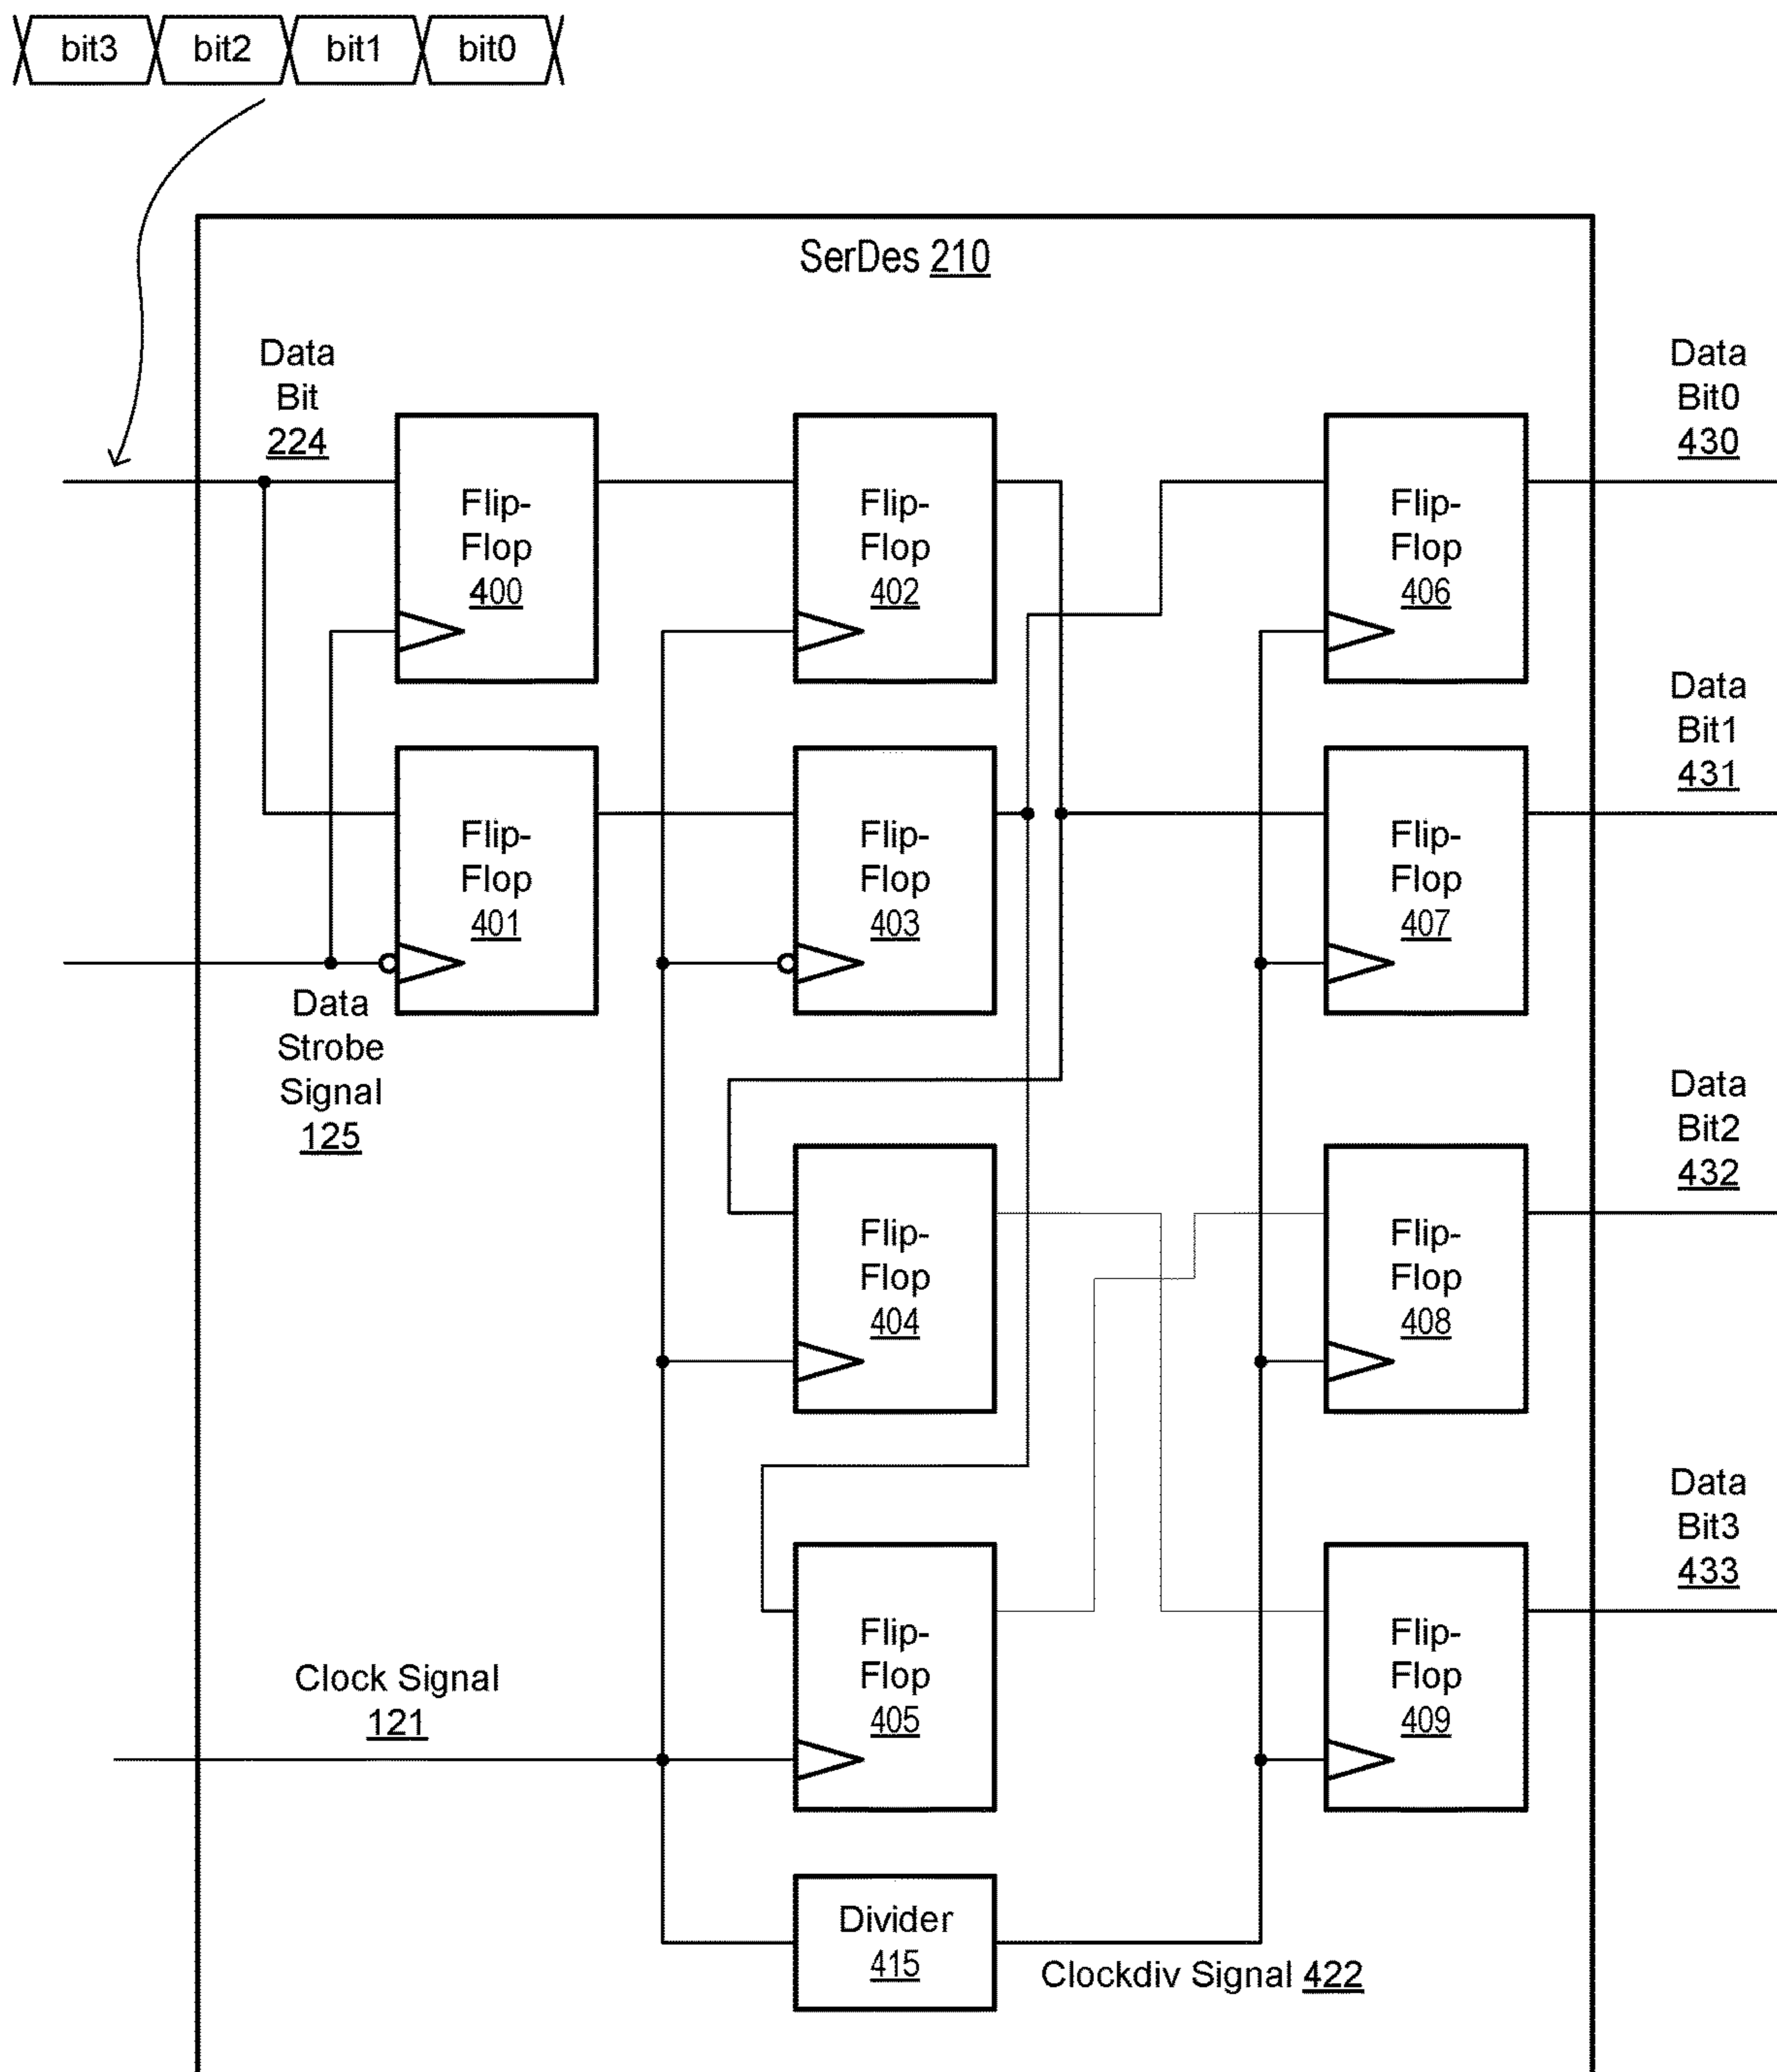 bit3 bit2 bit1 bit0
SerDes 210
Data
Bit
224
Data
Bit0
430
Flip-
Flop
400
Flip-
Flop
402
Flip-
Flop
406
Data
Bit1
431
Flip-
Flop
401
Flip-
Flop
403
Flip-
Flop
407
Data
Strobe
Signal
125
Data
Bit2
432
Flip-
Flop
404
Flip-
Flop
408
Data
Bit3
433
Clock Signal
121
Flip-
Flop
405
Flip-
Flop
409
Divider
415
Clockdiv Signal 422